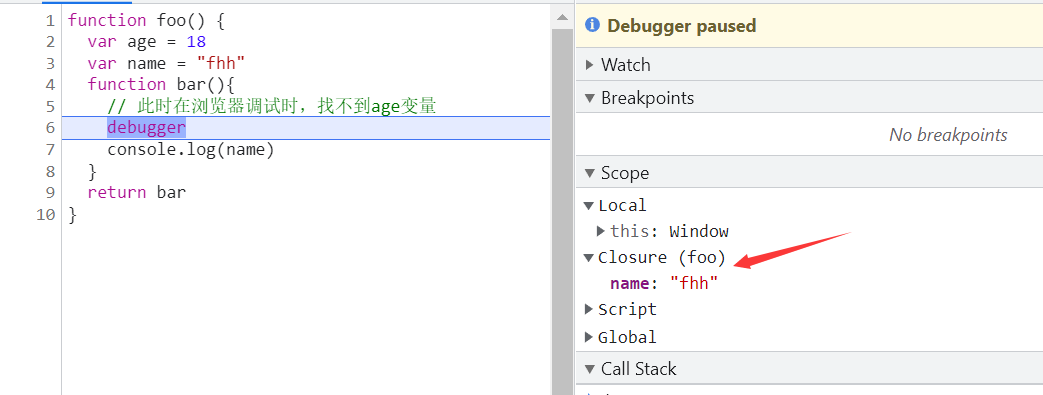 1 function foo() {
2 var age = 18
3 var name = "fhh"
4 function bar(){
5 // 此时在浏览器调试时，找不到age变量
6 debugger
7 console.log(name)
8 }
9 return bar
10 }
Debugger paused
Watch
Breakpoints
No breakpoints
Scope
Local
this: Window
Closure (foo)
name: "fhh"
Script
Global
Call Stack